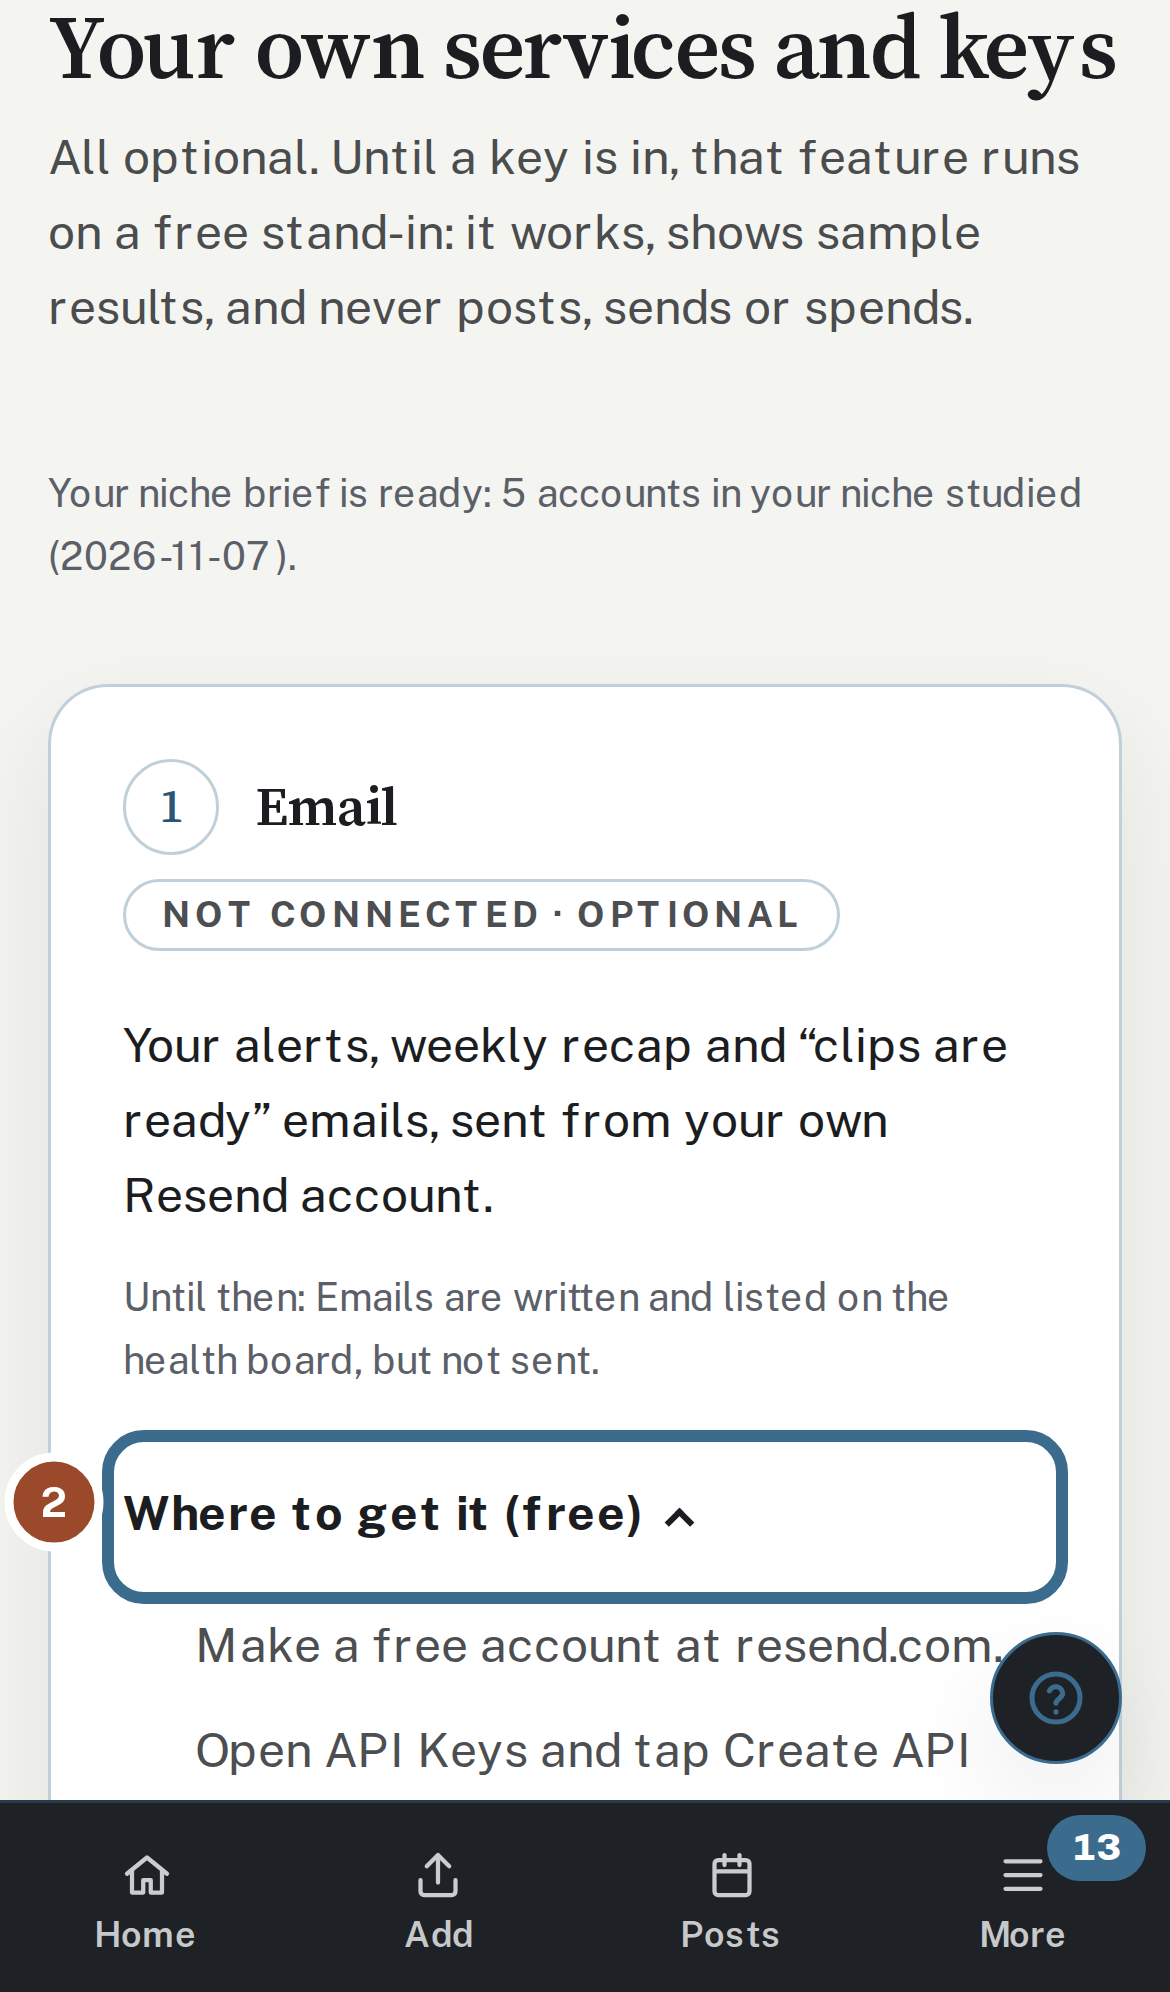 Your own services and keys
All optional. Until a key is in, that feature runs
on a free stand-in: it works, shows sample
results, and never posts, sends or spends.
Your niche brief is ready: 5 accounts in your niche studied
(2026-11-07).
1 Email
NOT CONNECTED · OPTIONAL
Your alerts, weekly recap and “clips are
ready” emails, sent from your own
Resend account.
Until then: Emails are written and listed on the
health board, but not sent.
2 Where to get it (free)
Make a free account at resend.com.
Open API Keys and tap Create API
13
Home Add Posts More